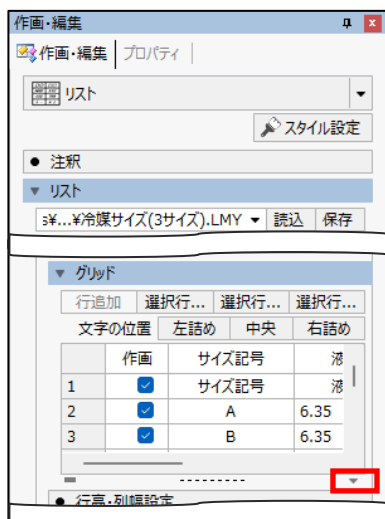 作画・編集
作画・編集 プロパティ
リスト
スタイル設定
注釈
リスト
s¥...¥冷媒サイズ(3サイズ).LMY 読込 保存
グリッド
行追加 選択行... 選択行... 選択行...
文字の位置 左詰め 中央 右詰め
作画 サイズ記号 液
1 サイズ記号 液
2 A 6.35
3 B 6.35
行高・列幅設定